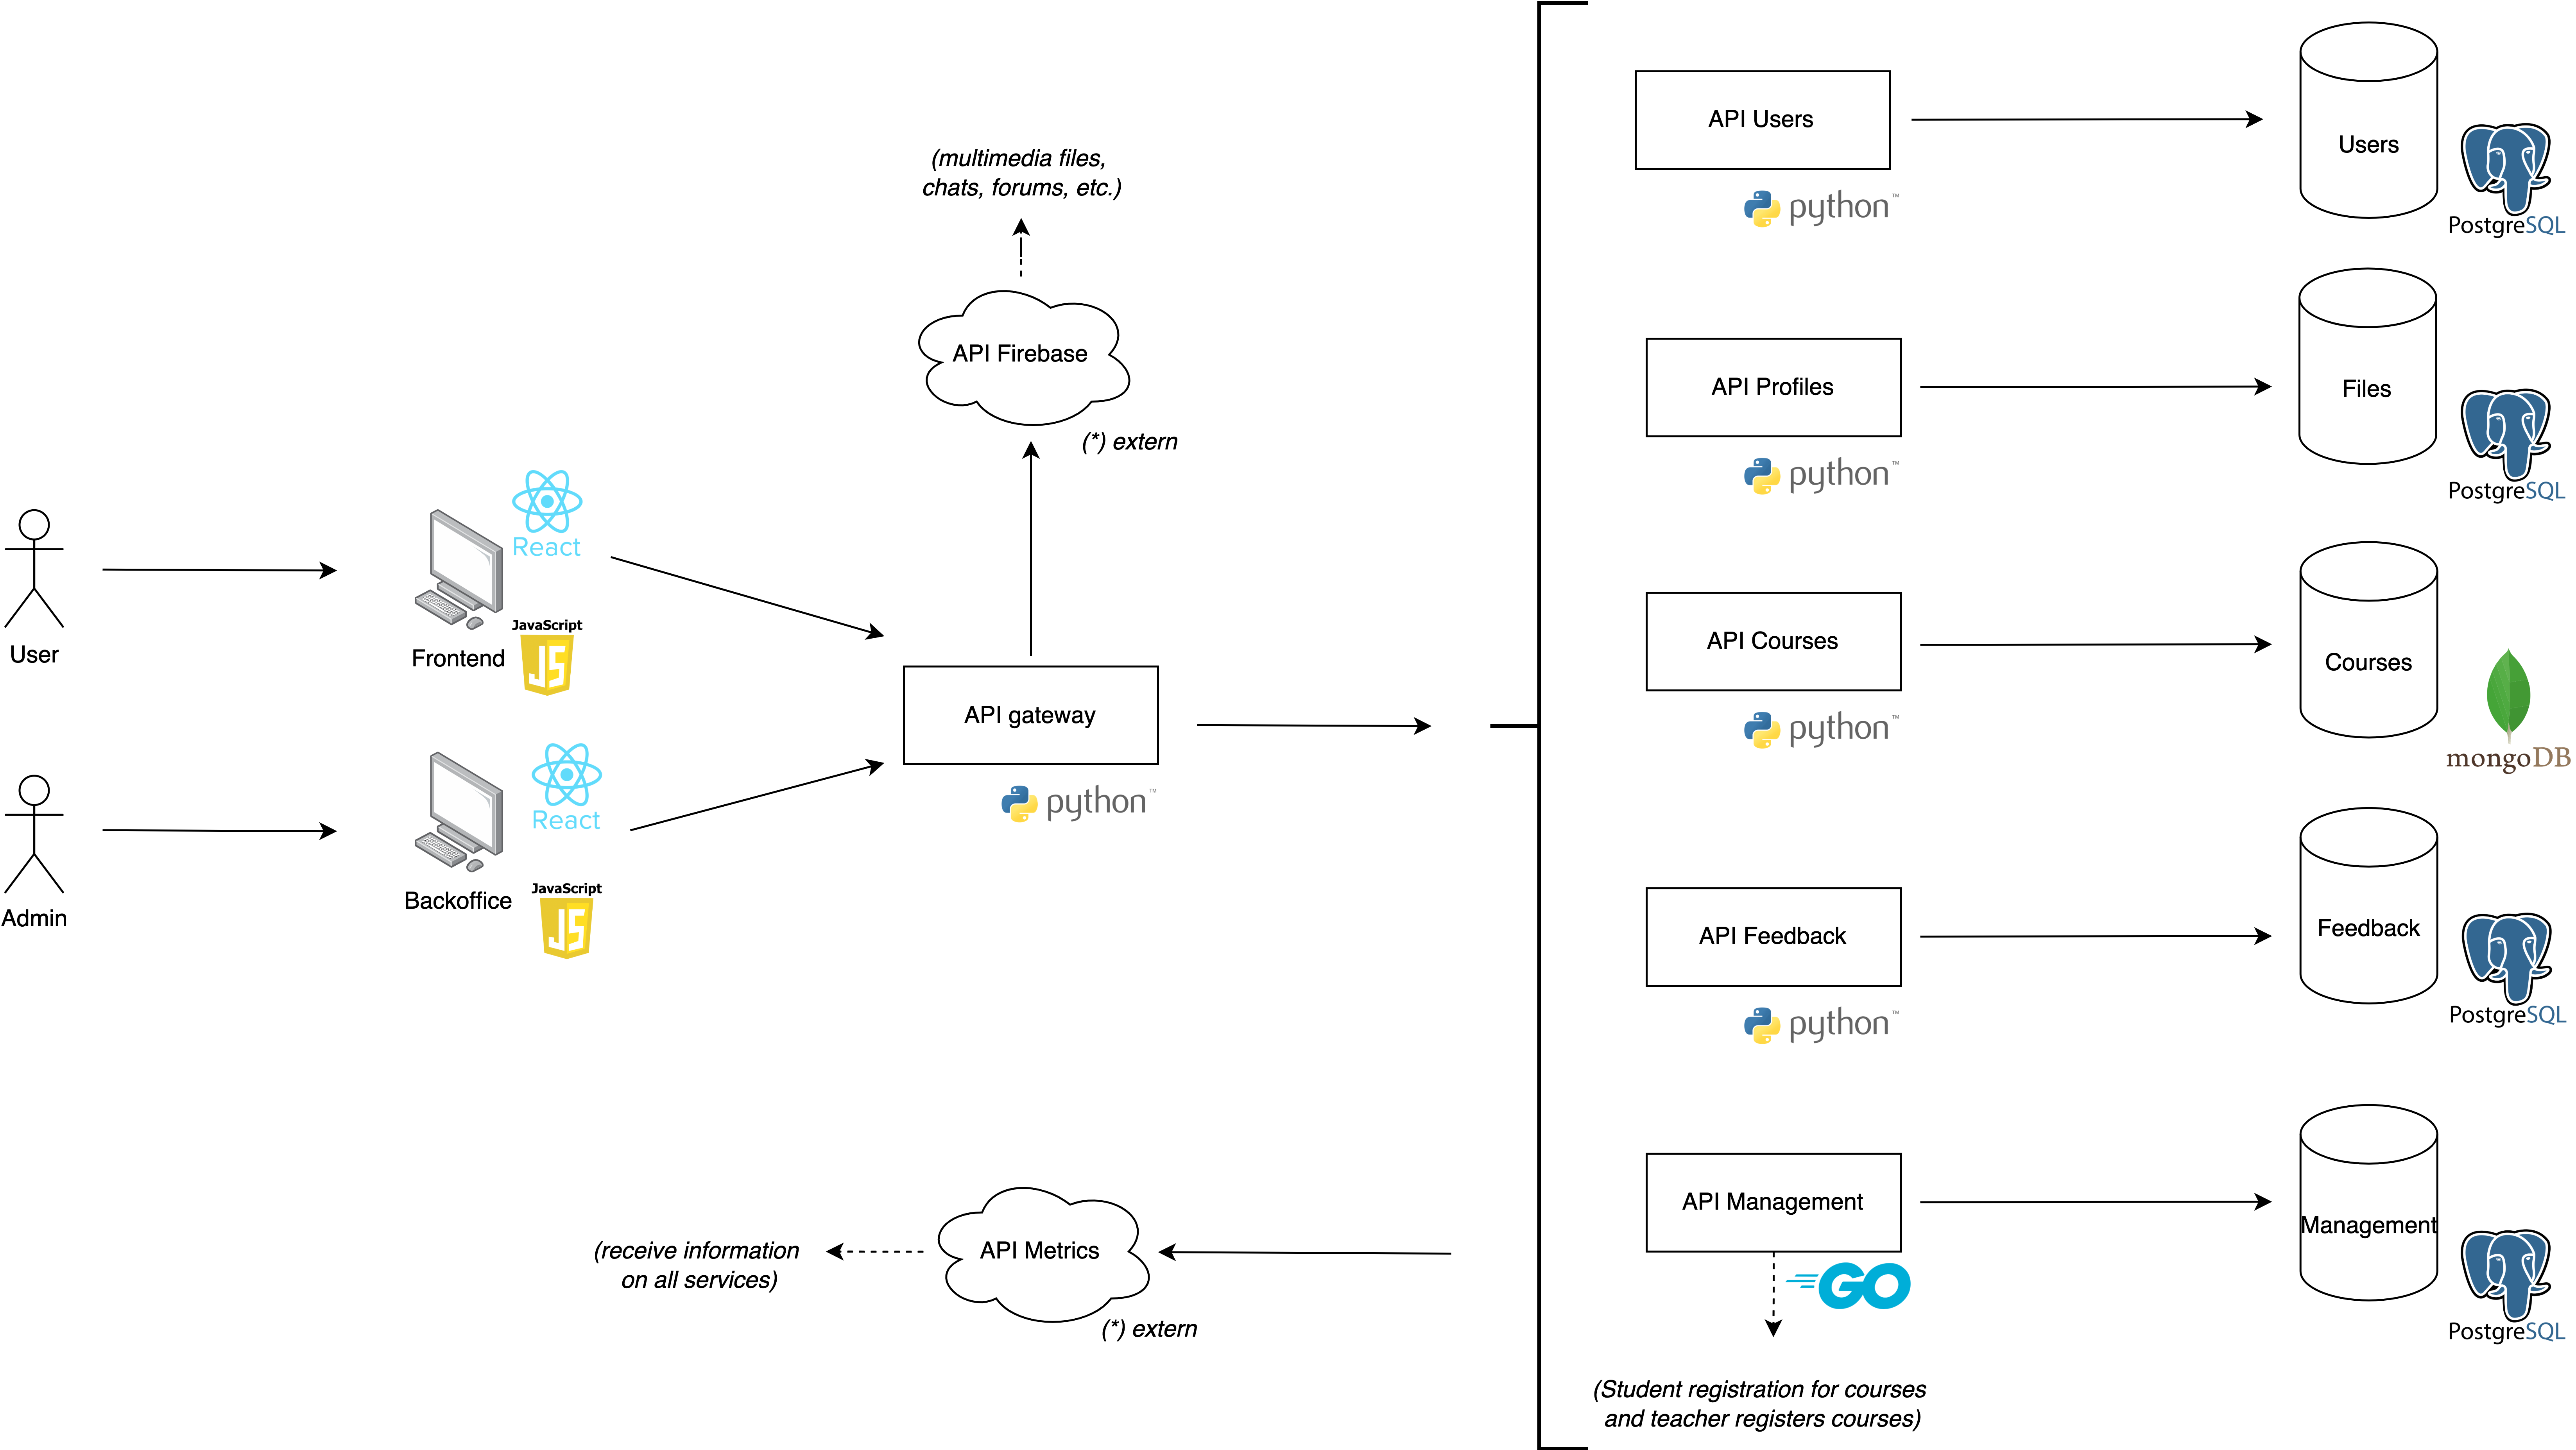 (multimedia files,
chats, forums, etc.)
API Firebase
(*) extern
User
React
JavaScript
JS
Frontend
Admin
React
JavaScript
JS
Backoffice
API gateway
python™
(receive information
on all services)
API Metrics
(*) extern
API Users
python™
Users
PostgreSQL
API Profiles
python™
Files
PostgreSQL
API Courses
python™
Courses
mongoDB
API Feedback
python™
Feedback
PostgreSQL
API Management
GO
Management
PostgreSQL
(Student registration for courses
and teacher registers courses)